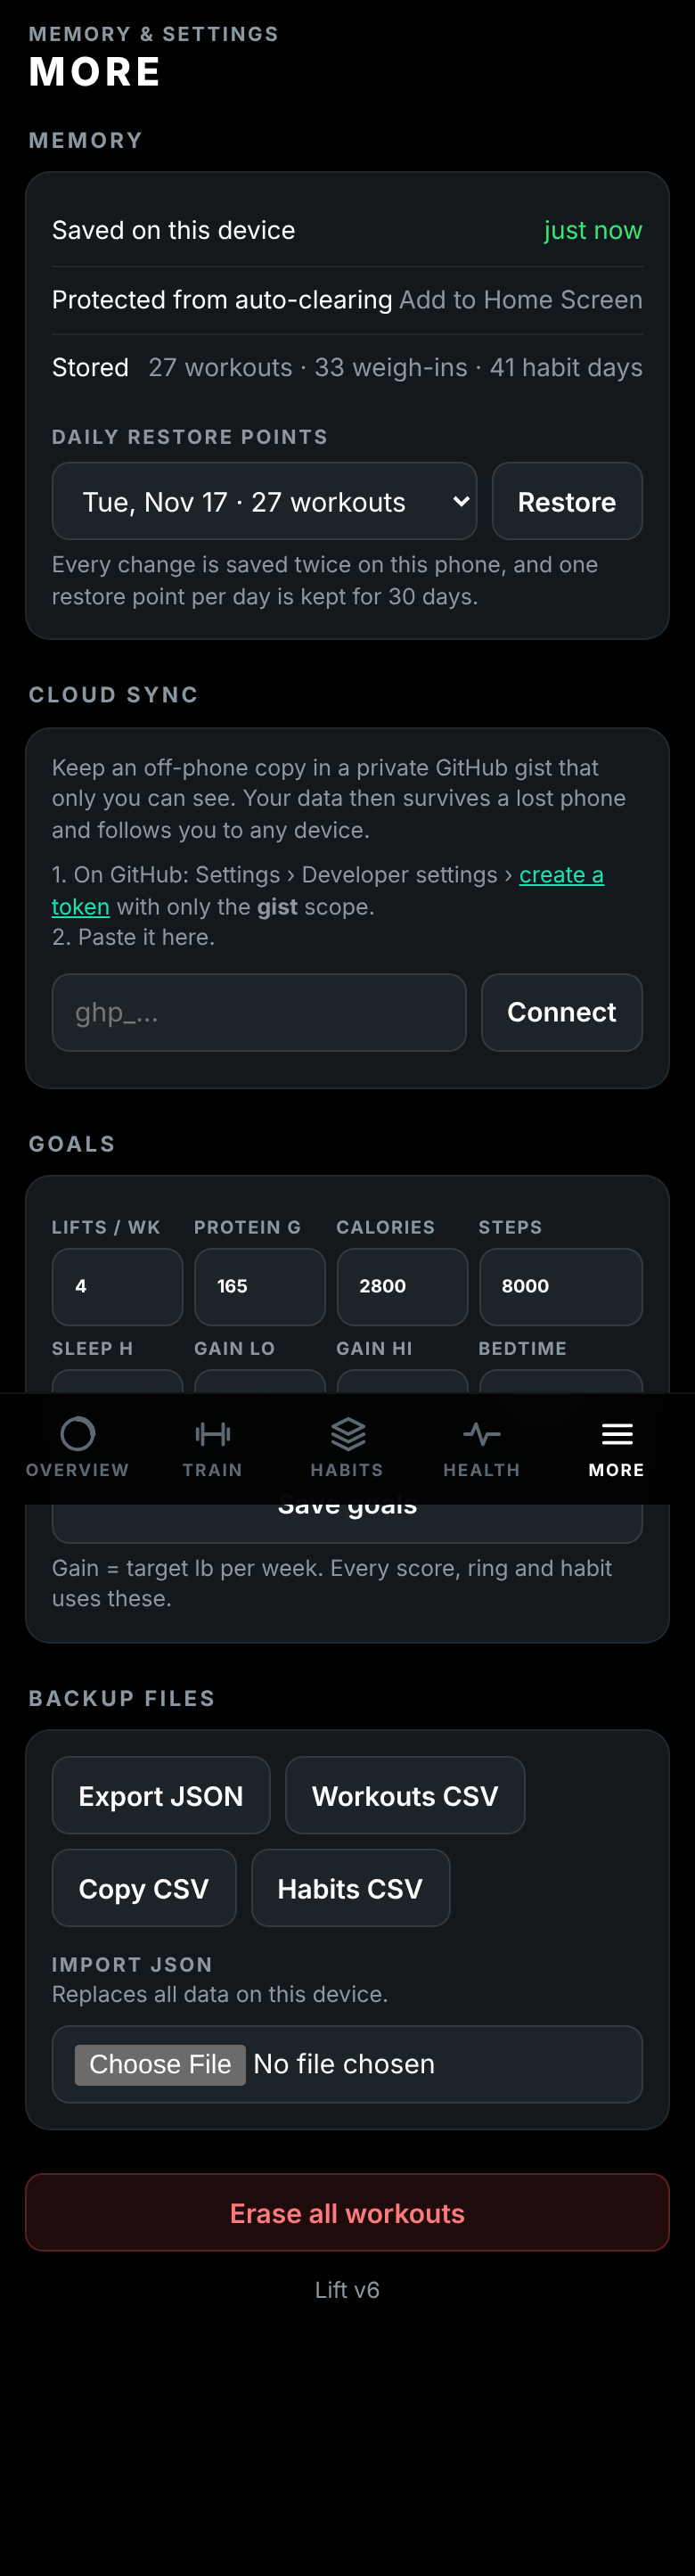 MEMORY & SETTINGS
MORE
MEMORY
Saved on this device just now
Protected from auto-clearing Add to Home Screen
Stored 27 workouts · 33 weigh-ins · 41 habit days
DAILY RESTORE POINTS
Tue, Nov 17 · 27 workouts Restore
Every change is saved twice on this phone, and one
restore point per day is kept for 30 days.
CLOUD SYNC
Keep an off-phone copy in a private GitHub gist that
only you can see. Your data then survives a lost phone
and follows you to any device.
1. On GitHub: Settings › Developer settings › create a
token with only the gist scope.
2. Paste it here.
ghp_... Connect
GOALS
LIFTS / WK PROTEIN G CALORIES STEPS
4 165 2800 8000
SLEEP H GAIN LO GAIN HI BEDTIME
OVERVIEW TRAIN HABITS HEALTH MORE
Save goals
Gain = target lb per week. Every score, ring and habit
uses these.
BACKUP FILES
Export JSON Workouts CSV
Copy CSV Habits CSV
IMPORT JSON
Replaces all data on this device.
Choose File No file chosen
Erase all workouts
Lift v6